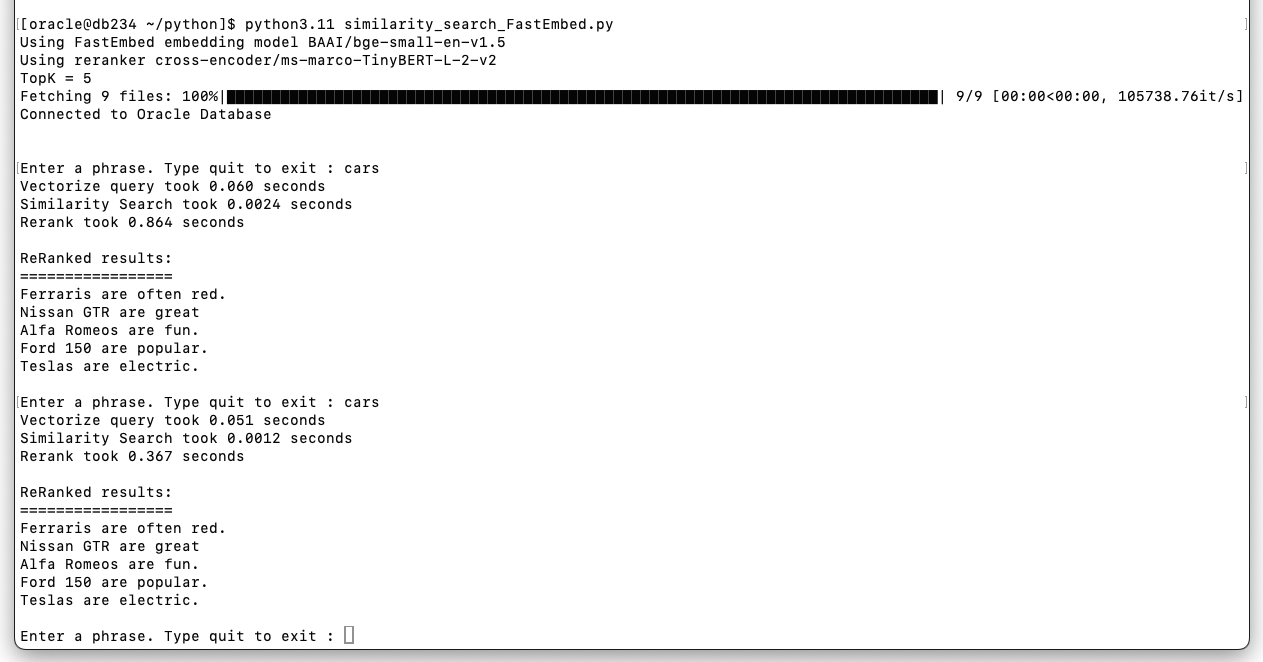 [[oracle@db234 ~/python]$ python3.11 similarity_search_FastEmbed.py ]
Using FastEmbed embedding model BAAI/bge-small-en-v1.5
Using reranker cross-encoder/ms-marco-TinyBERT-L-2-v2
TopK = 5
Fetching 9 files: 100%|██████████| 9/9 [00:00<00:00, 105738.76it/s]
Connected to Oracle Database
[Enter a phrase. Type quit to exit : cars ]
Vectorize query took 0.060 seconds
Similarity Search took 0.0024 seconds
Rerank took 0.864 seconds
ReRanked results:
=================
Ferraris are often red.
Nissan GTR are great
Alfa Romeos are fun.
Ford 150 are popular.
Teslas are electric.
[Enter a phrase. Type quit to exit : cars ]
Vectorize query took 0.051 seconds
Similarity Search took 0.0012 seconds
Rerank took 0.367 seconds
ReRanked results:
=================
Ferraris are often red.
Nissan GTR are great
Alfa Romeos are fun.
Ford 150 are popular.
Teslas are electric.
Enter a phrase. Type quit to exit :